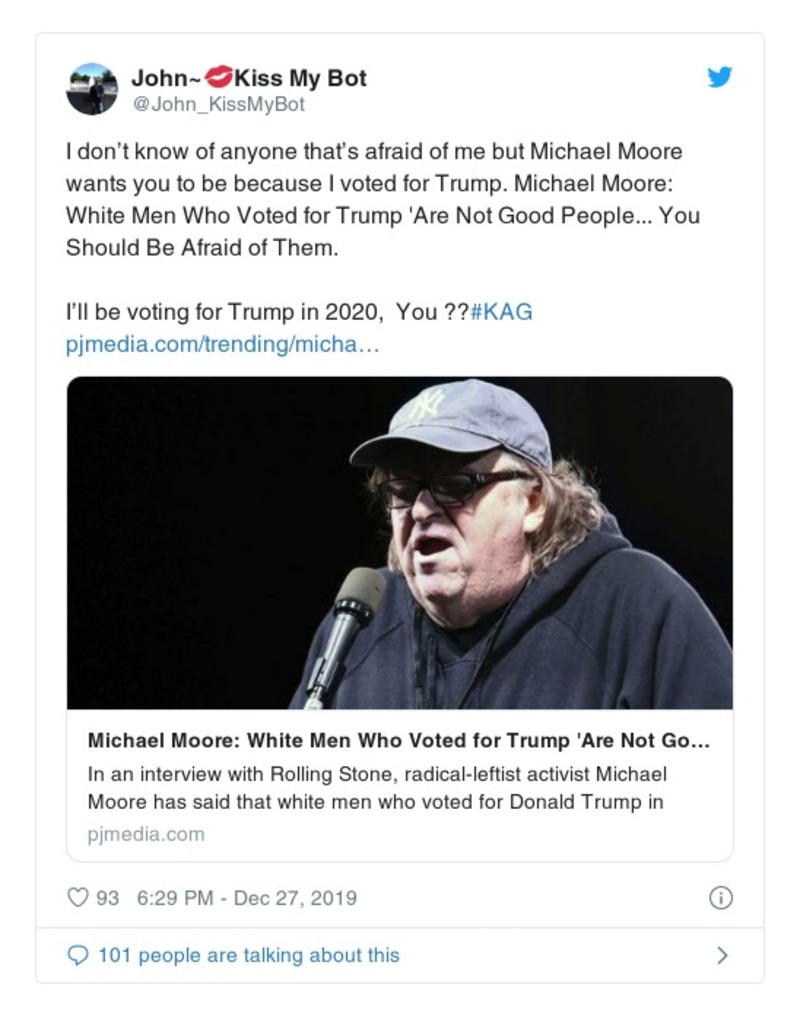 John~💋Kiss My Bot
@John_KissMyBot
I don’t know of anyone that’s afraid of me but Michael Moore
wants you to be because I voted for Trump. Michael Moore:
White Men Who Voted for Trump 'Are Not Good People... You
Should Be Afraid of Them.
I’ll be voting for Trump in 2020,  You ??#KAG
pjmedia.com/trending/micha…
NY
Michael Moore: White Men Who Voted for Trump 'Are Not Go...
In an interview with Rolling Stone, radical-leftist activist Michael
Moore has said that white men who voted for Donald Trump in
pjmedia.com
93 6:29 PM - Dec 27, 2019
101 people are talking about this